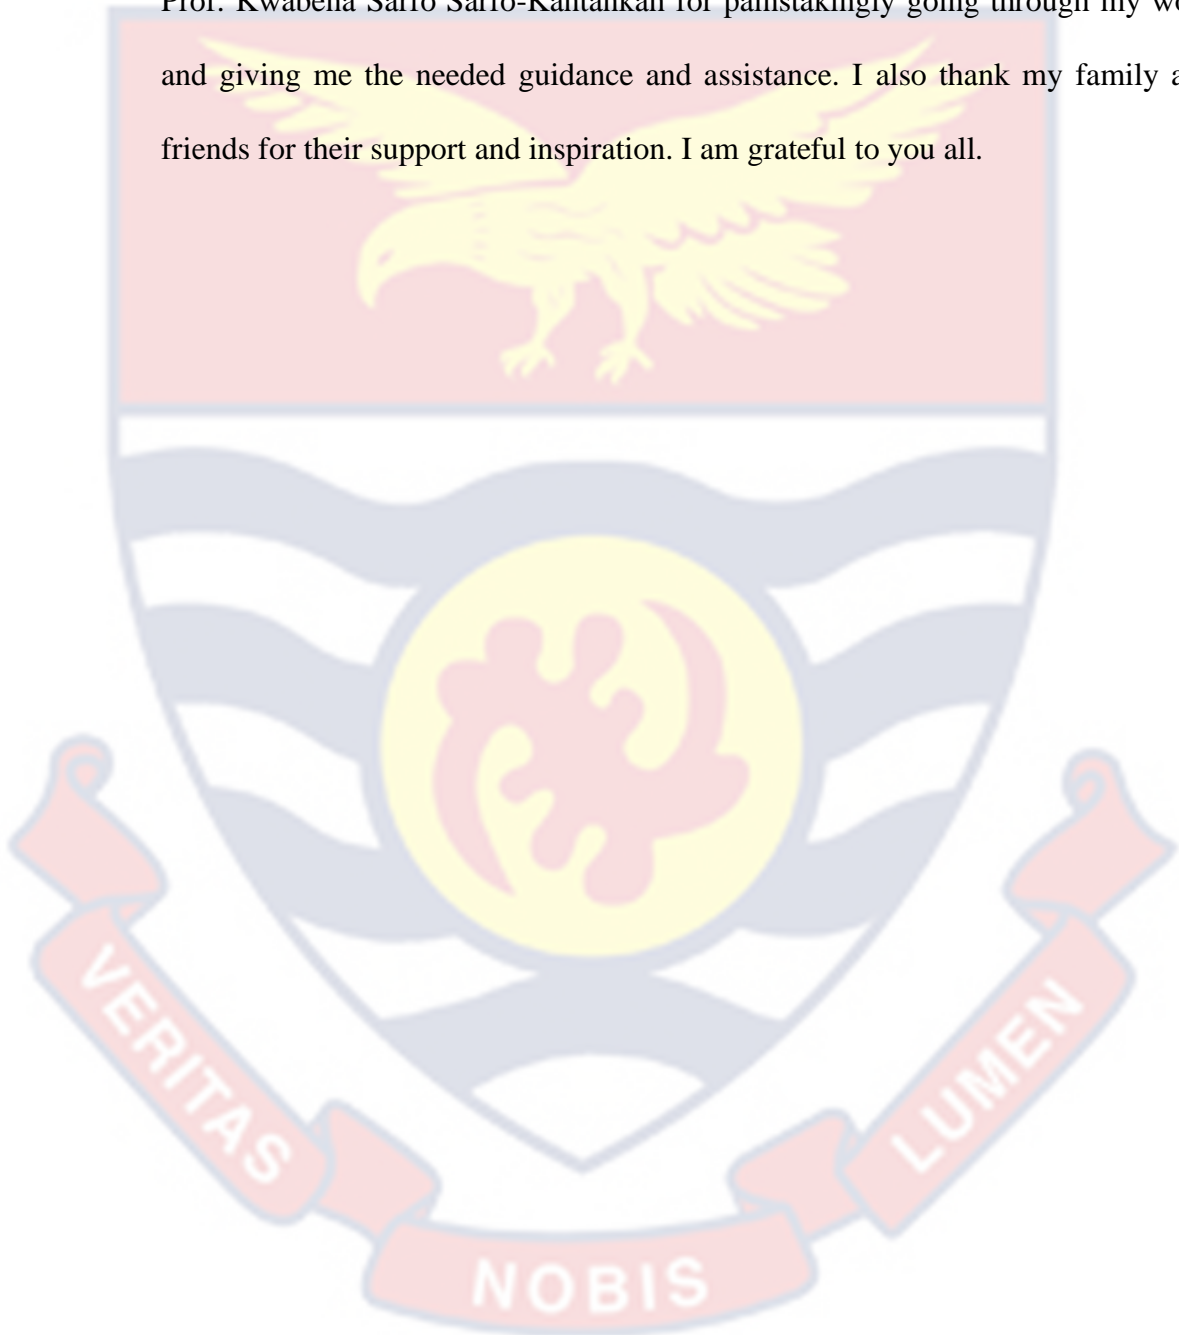 Prof. Kwabena Sarfo Sarfo-Kantankah for painstakingly going through my
and giving me the needed guidance and assistance. I also thank my family
friends for their support and inspiration. I am grateful to you all.
VERITAS
NOBIS
LUMEN